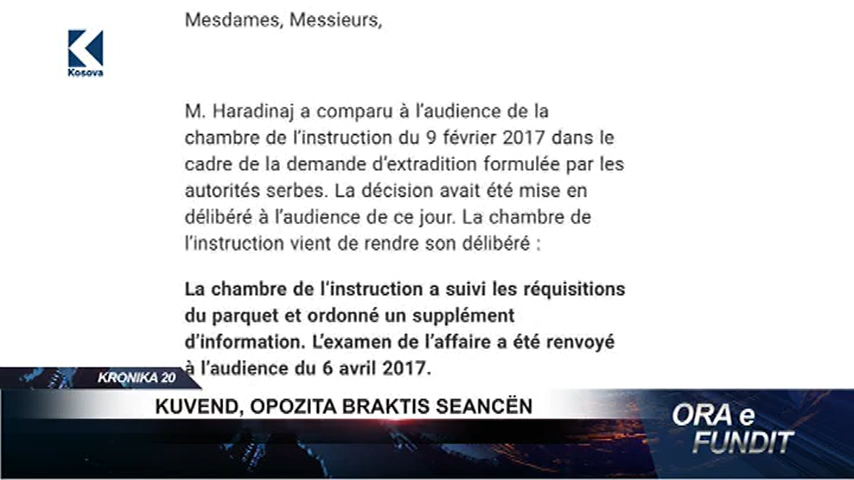 Mesdames, Messieurs,
Kosova
M. Haradinaj a comparu à l'audience de la
chambre de l'instruction du 9 février 2017 dans le
cadre de la demande d'extradition formulée par les
autorités serbes. La décision avait été mise en
délibéré à l'audience de ce jour. La chambre de
l'instruction vient de rendre son délibéré :
La chambre de l'instruction a suivi les réquisitions
du parquet et ordonné un supplément
d'information. L'examen de l'affaire a été renvoyé
à l'audience du 6 avril 2017.
KRONIKA 20
KUVEND, OPOZITA BRAKTIS SEANCËN
ORA e
FUNDIT